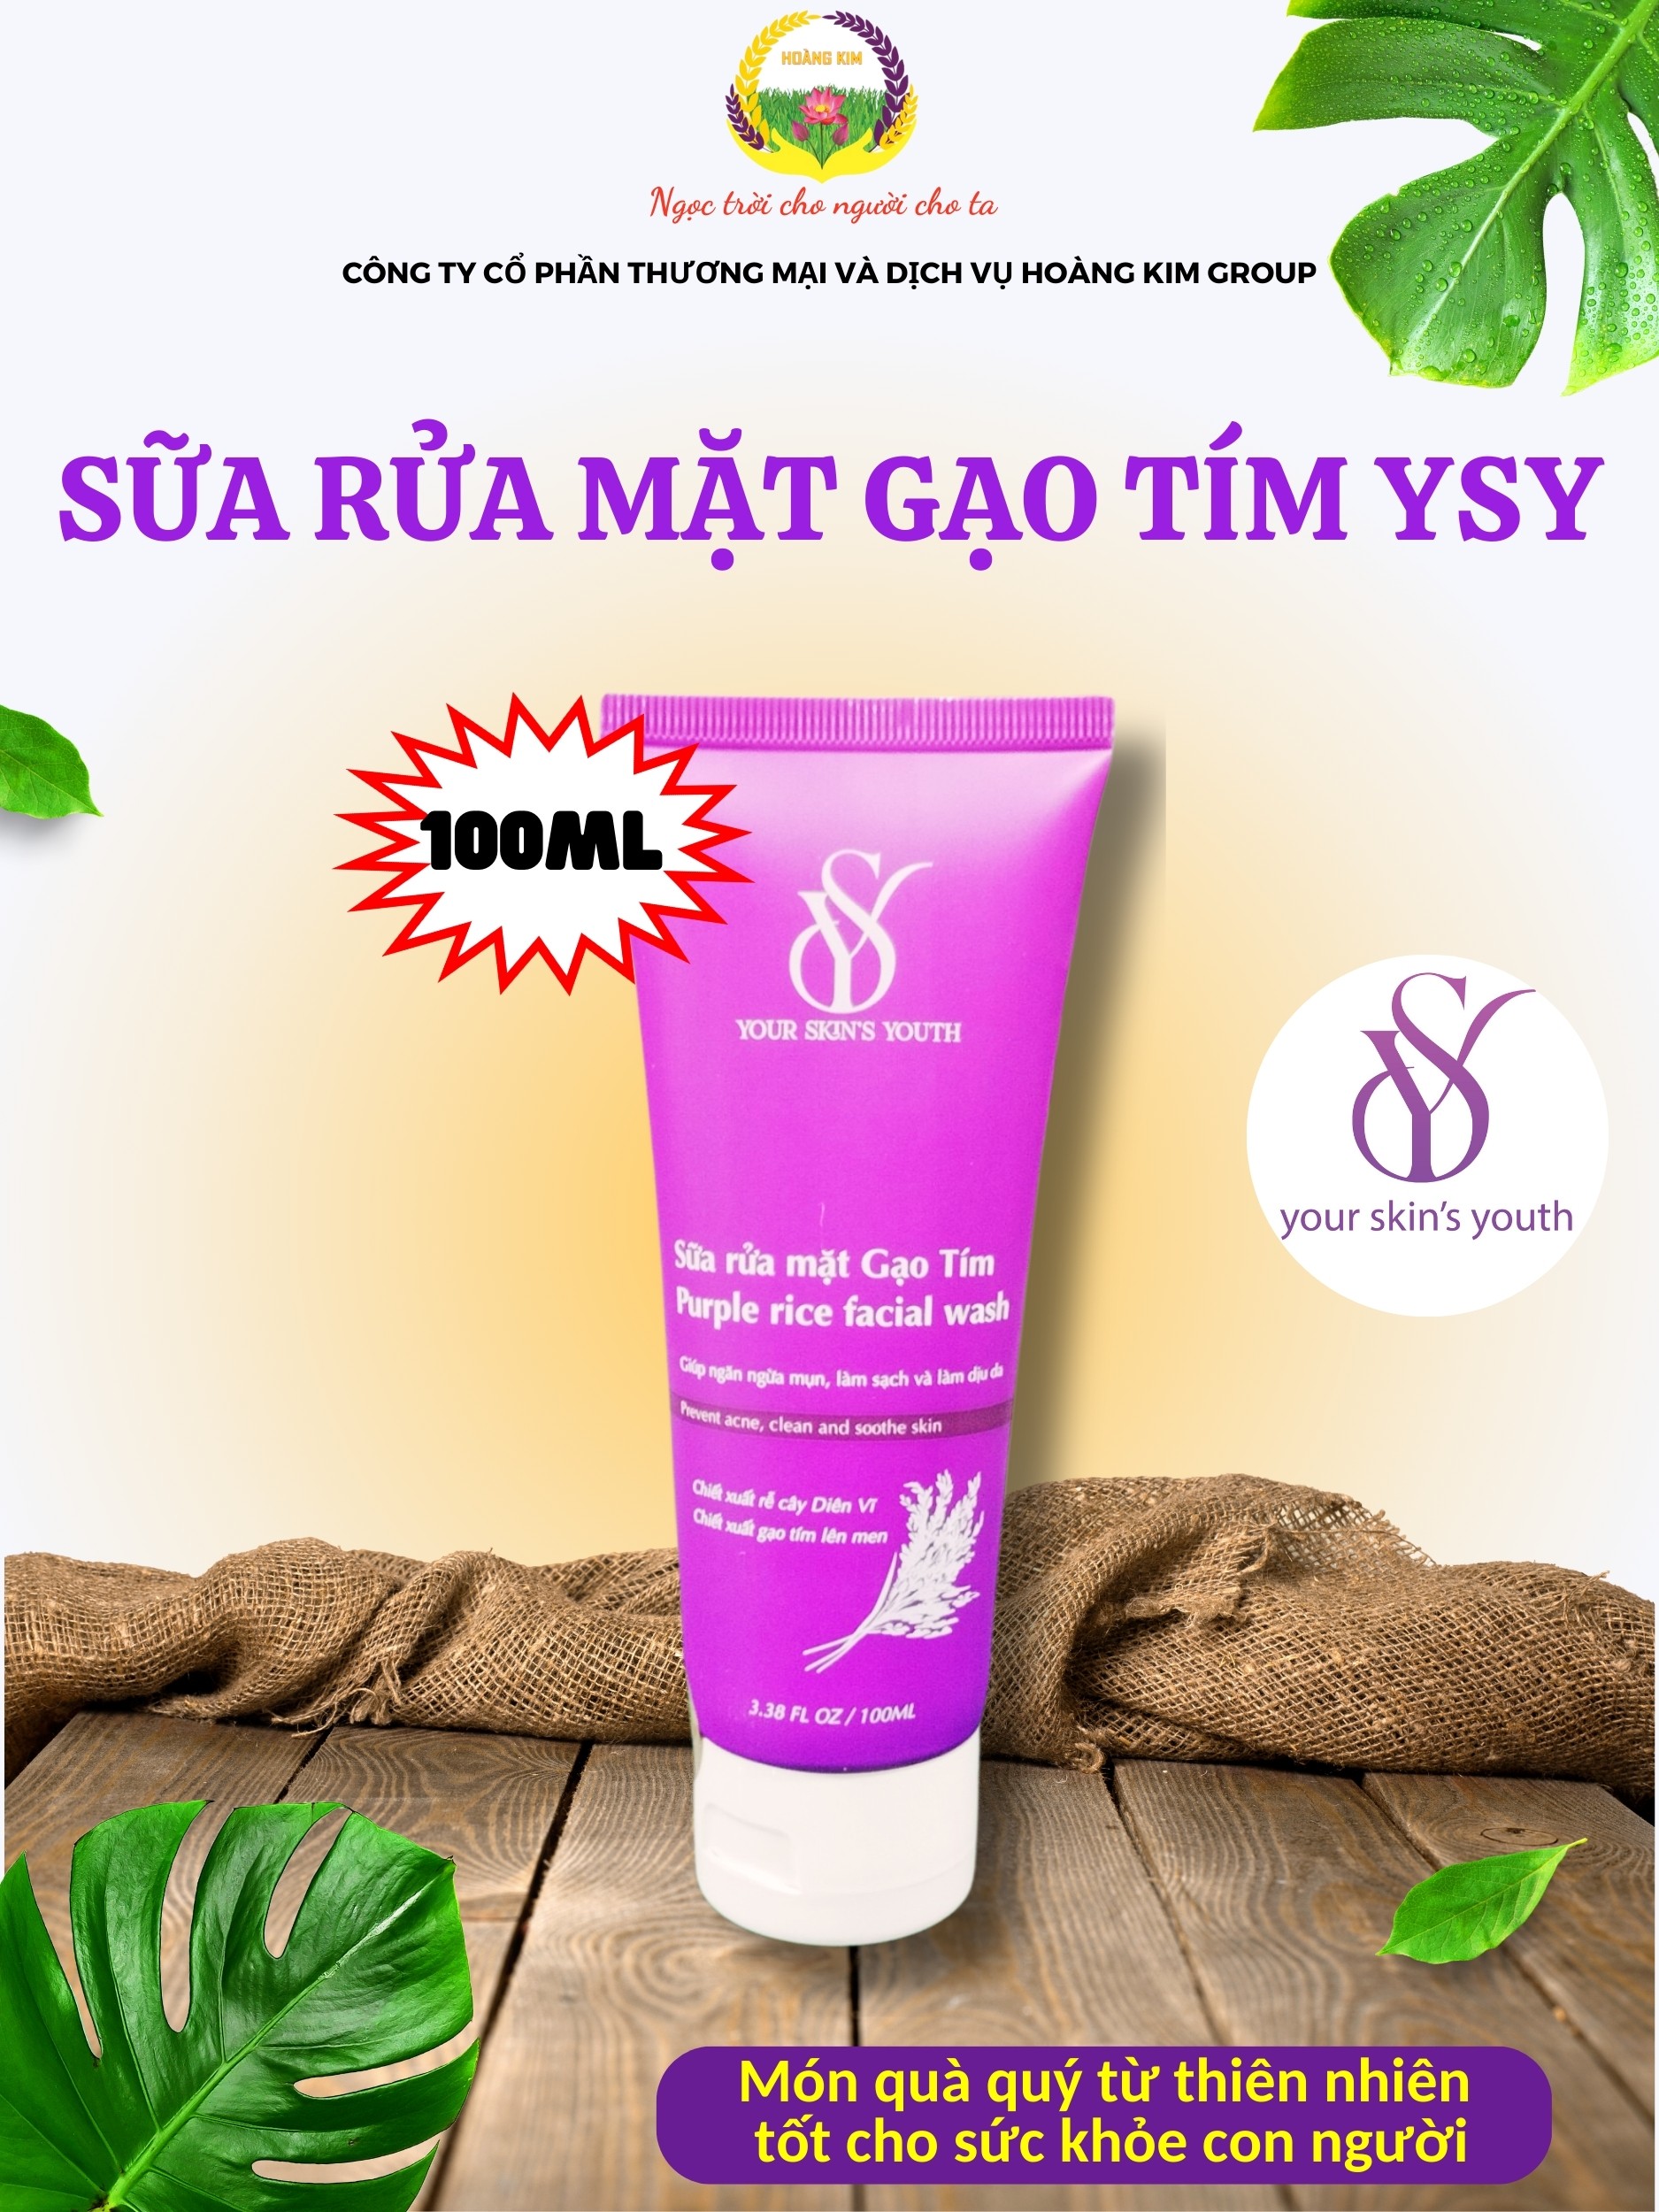 HOÀNG KIM
Ngọc trời cho người cho ta
CÔNG TY CỔ PHẦN THƯƠNG MẠI VÀ DỊCH VỤ HOÀNG KIM GROUP
SỮA RỬA MẶT GẠO TÍM YSY
100ML
YSY
YOUR SKIN'S YOUTH
YSY
your skin's youth
Sữa rửa mặt Gạo Tím
Purple rice facial wash
Giúp ngăn ngừa mụn, làm sạch và làm dịu da
Prevent acne, clean and soothe skin
Chiết xuất rễ cây Diên Vĩ
Chiết xuất gạo tím lên men
3.38 FL OZ / 100ML
Món quà quý từ thiên nhiên
tốt cho sức khỏe con người